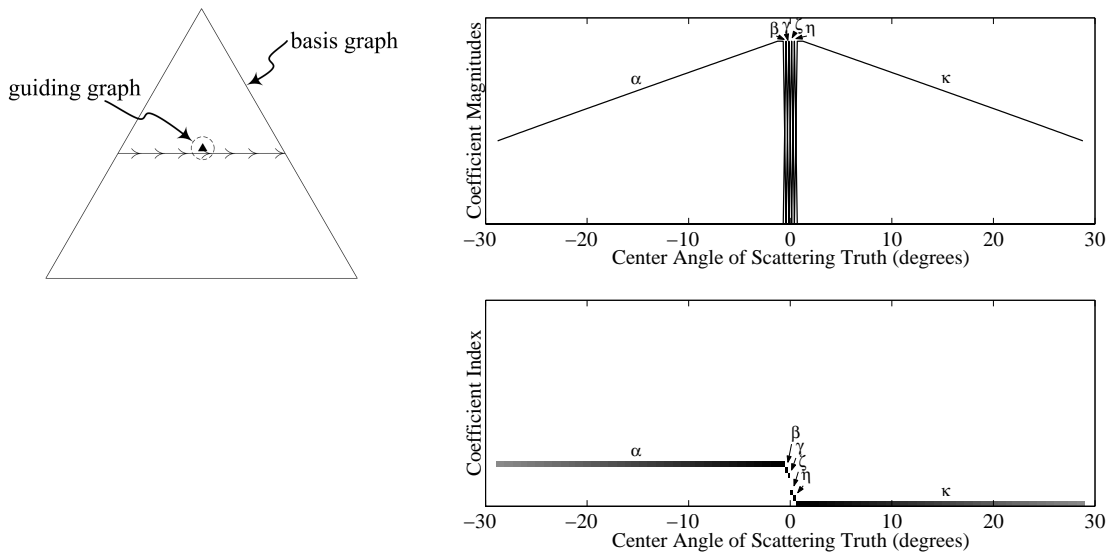 basis graph
guiding graph
Coefficient Magnitudes
β γ ζ η
α
κ
−30 −20 −10 0 10 20 30
Center Angle of Scattering Truth (degrees)
Coefficient Index
β
γ
ζ
η
α
κ
−30 −20 −10 0 10 20 30
Center Angle of Scattering Truth (degrees)